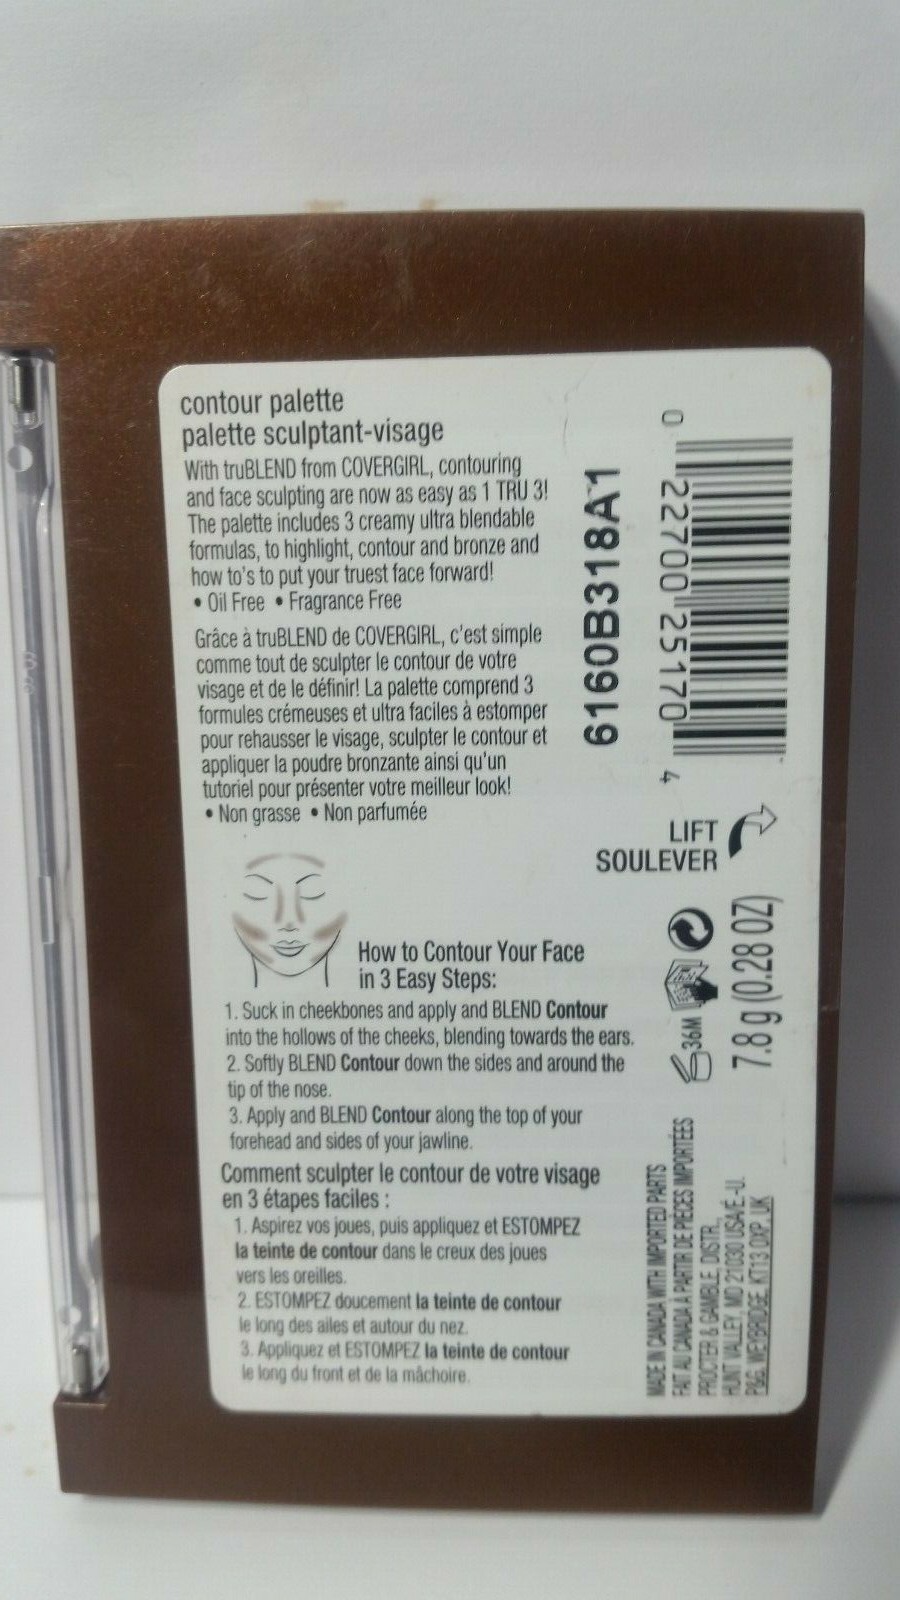 contour palette
palette sculptant-visage
With truBLEND from COVERGIRL, contouring
and face sculpting are now as easy as 1 TRU 3!
The palette includes 3 creamy ultra blendable
formulas, to highlight, contour and bronze and
how to's to put your truest face forward!
• Oil Free • Fragrance Free
Grâce à truBLEND de COVERGIRL, c'est simple
comme tout de sculpter le contour de votre
visage et de le définir! La palette comprend 3
formules crémeuses et ultra faciles à estomper
pour rehausser le visage, sculpter le contour et
appliquer la poudre bronzante ainsi qu'un
tutoriel pour présenter votre meilleur look!
• Non grasse • Non parfumée
How to Contour Your Face
in 3 Easy Steps:
1. Suck in cheekbones and apply and BLEND Contour
into the hollows of the cheeks, blending towards the ears.
2. Softly BLEND Contour down the sides and around the
tip of the nose.
3. Apply and BLEND Contour along the top of your
forehead and sides of your jawline.
Comment sculpter le contour de votre visage
en 3 étapes faciles :
1. Aspirez vos joues, puis appliquez et ESTOMPEZ
la teinte de contour dans le creux des joues
vers les oreilles.
2. ESTOMPEZ doucement la teinte de contour
le long des ailes et autour du nez.
3. Appliquez et ESTOMPEZ la teinte de contour
le long du front et de la mâchoire.
6160B318A1
0 22700 25170 4
LIFT
SOULEVER
36M
7.8 g (0.28 OZ)
MADE IN CANADA WITH IMPORTED PARTS
FAIT AU CANADA À PARTIR DE PIÈCES IMPORTÉES
PROCTER & GAMBLE, DISTR.,
HUNT VALLEY, MD 21030 USA/É.-U.
P&G, WEYBRIDGE, KT13 0XP, UK